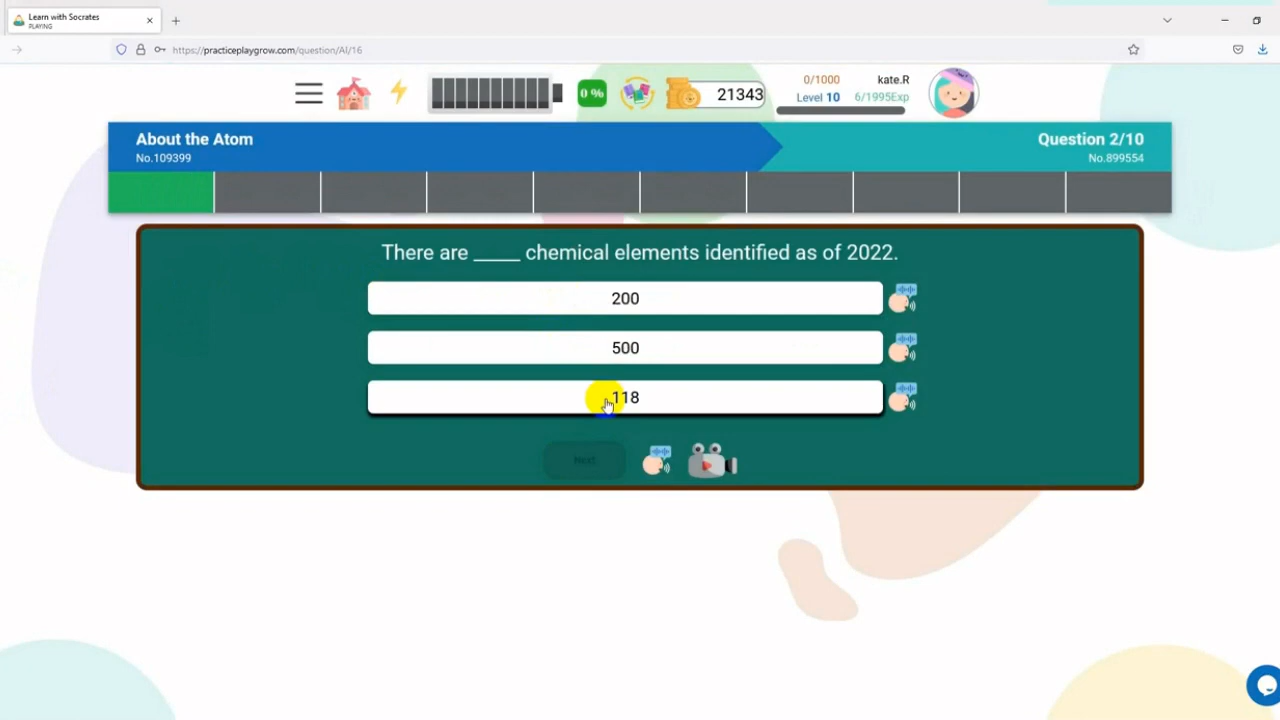 Learn with Socrates
PLAYING
https://practiceplaygrow.com/question/AI/16
0 %
21343
0/1000
kate.R
Level 10
6/1995Exp
About the Atom
No.109399
Question 2/10
No.899554
There are _____ chemical elements identified as of 2022.
200
500
118
Next